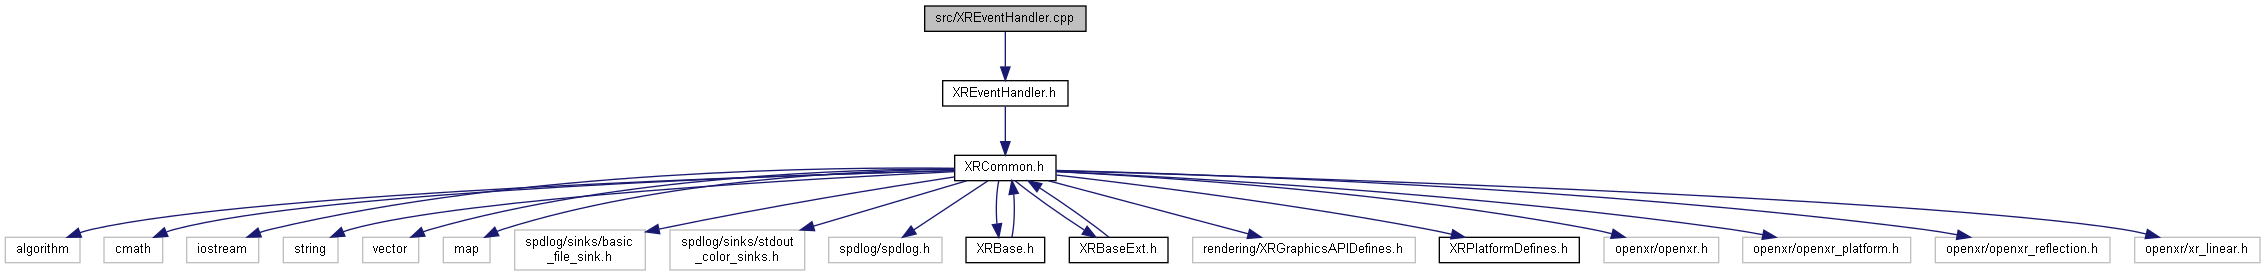 src/XREventHandler.cpp
XREventHandler.h
XRCommon.h
algorithm
cmath
iostream
string
vector
map
spdlog/sinks/basic
_file_sink.h
spdlog/sinks/stdout
_color_sinks.h
spdlog/spdlog.h
XRBase.h
XRBaseExt.h
rendering/XRGraphicsAPIDefines.h
XRPlatformDefines.h
openxr/openxr.h
openxr/openxr_platform.h
openxr/openxr_reflection.h
openxr/xr_linear.h